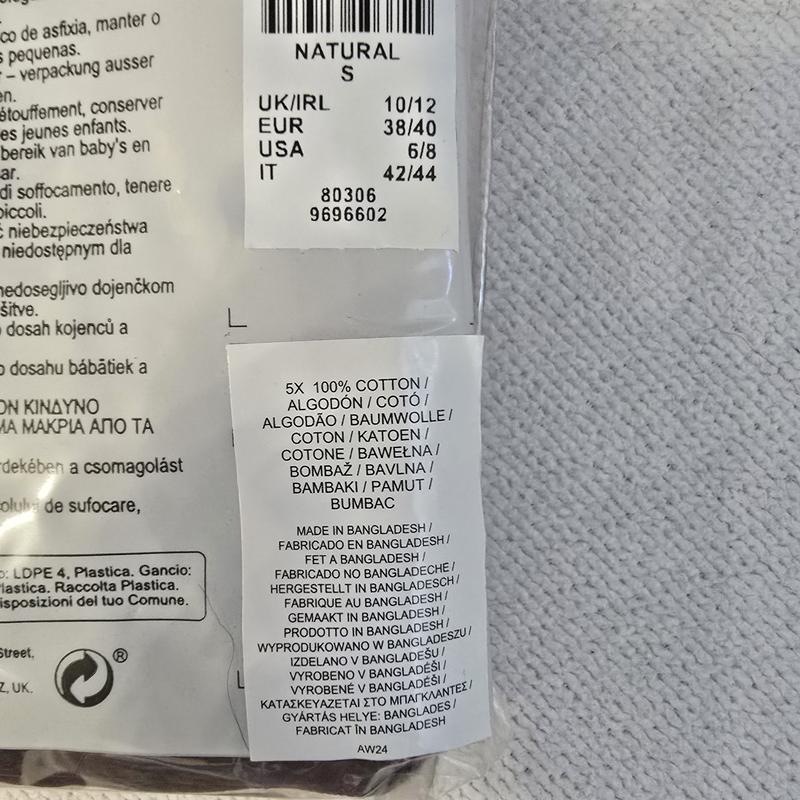 co de asfixia, manter o
pequenas.
– verpackung ausser
en.
étouffement, conserver
es jeunes enfants.
bereik van baby's en
ar.
di soffocamento, tenere
piccoli.
niebezpieczeństwa
niedostępnym dla
nedosegljivo dojenčkom
šitve.
dosah kojenců a
dosahu bábätiek a
ON ΚΙΝΔΥΝΟ
ΜΑ ΜΑΚΡΙΑ ΑΠΟ ΤΑ
rdekében a csomagolást
de sufocare,
o: LDPE 4, Plastica. Gancio:
lastica. Raccolta Plastica.
isposizioni del tuo Comune.
Street,
Z, UK.
®
NATURAL
S
UK/IRL 10/12
EUR 38/40
USA 6/8
IT 42/44
80306
9696602
5X 100% COTTON /
ALGODÓN / COTÓ /
ALGODÃO / BAUMWOLLE /
COTON / KATOEN /
COTONE / BAWEŁNA /
BOMBAŽ / BAVLNA /
BAMBAKI / PAMUT /
BUMBAC
MADE IN BANGLADESH /
FABRICADO EN BANGLADESH /
FET A BANGLADESH /
FABRICADO NO BANGLADECHE /
HERGESTELLT IN BANGLADESCH /
FABRIQUE AU BANGLADESH /
GEMAAKT IN BANGLADESH /
PRODOTTO IN BANGLADESH /
WYPRODUKOWANO W BANGLADESZU /
IZDELANO V BANGLADEŠU /
VYROBENO V BANGLADÉŠI /
VYROBENÉ V BANGLADÉŠI /
ΚΑΤΑΣΚΕΥΑΖΕΤΑΙ ΣΤΟ ΜΠΑΓΚΛΑΝΤΕΣ /
GYÁRTÁS HELYE: BANGLADES /
FABRICAT ÎN BANGLADESH
AW24